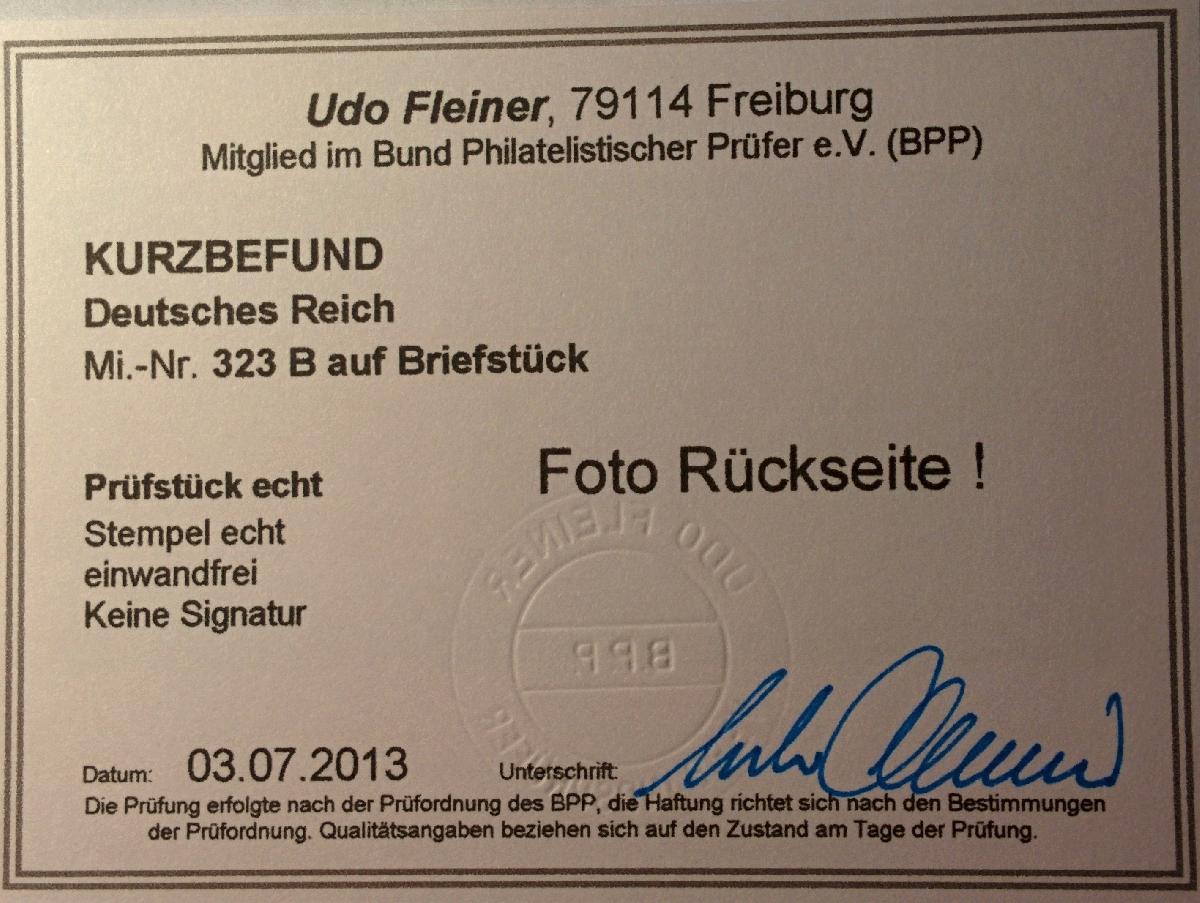 Udo Fleiner, 79114 Freiburg
Mitglied im Bund Philatelistischer Prüfer e.V. (BPP)
KURZBEFUND
Deutsches Reich
Mi.-Nr. 323 B auf Briefstück
Foto Rückseite !
Prüfstück echt
Stempel echt
einwandfrei
Keine Signatur
UDO FLEINER
B.P.P.
Datum: 03.07.2013 Unterschrift:
Die Prüfung erfolgte nach der Prüfordnung des BPP, die Haftung richtet sich nach den Bestimmungen
der Prüfordnung. Qualitätsangaben beziehen sich auf den Zustand am Tage der Prüfung.